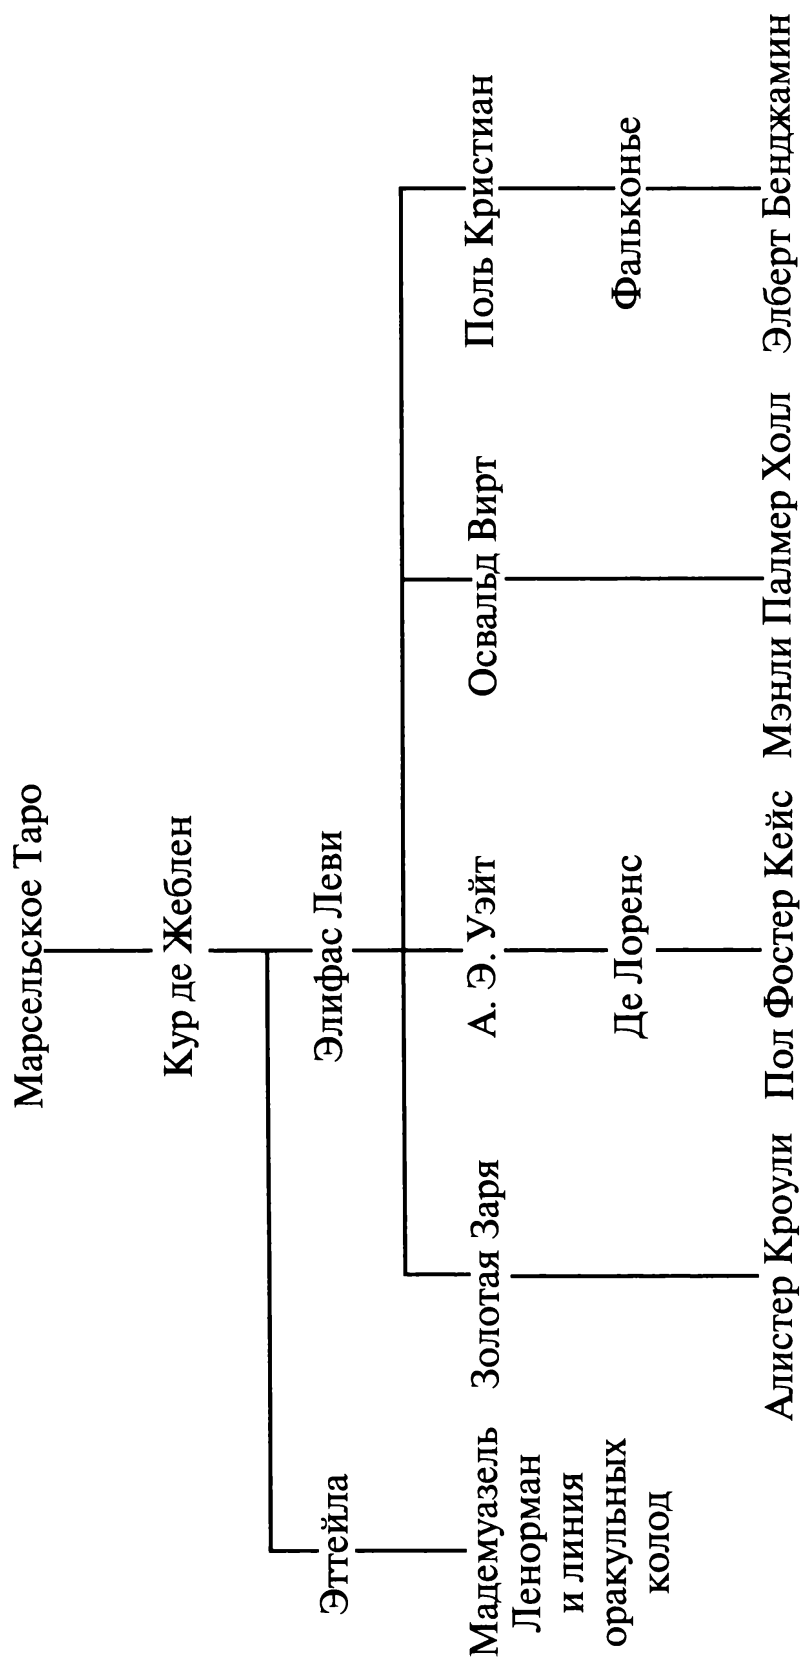 Марсельское Таро
Кур де Жеблен
Эттейла
Элифас Леви
Мадемуазель
Ленорман
и линия
оракульных
колод
Золотая Заря
А. Э. Уэйт
Освальд Вирт
Поль Кристиан
Де Лоренс
Фальконье
Алистер Кроули
Пол Фостер Кейс
Мэнли Палмер Холл
Элберт Бенджамин